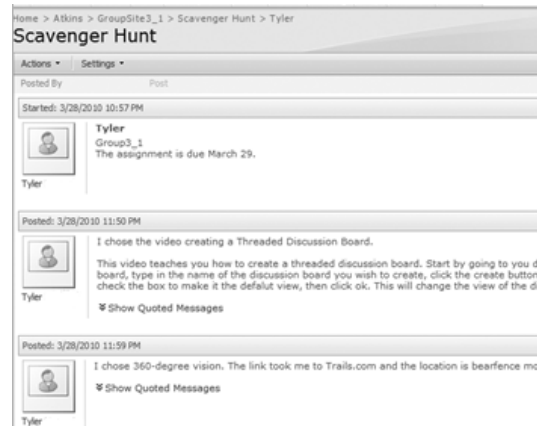 Home > Atkins > GroupSite3_1 > Scavenger Hunt > Tyler
Scavenger Hunt
Actions Settings
Posted By Post
Started: 3/28/2010 10:57 PM
Tyler
Group3_1
The assignment is due March 29.
Tyler
Posted: 3/28/2010 11:50 PM
I chose the video creating a Threaded Discussion Board.
This video teaches you how to create a threaded discussion board. Start by going to you d
board, type in the name of the discussion board you wish to create, click the create button
check the box to make it the defalut view, then click ok. This will change the view of the d
Show Quoted Messages
Tyler
Posted: 3/28/2010 11:59 PM
I chose 360-degree vision. The link took me to Trails.com and the location is bearfence mo
Show Quoted Messages
Tyler